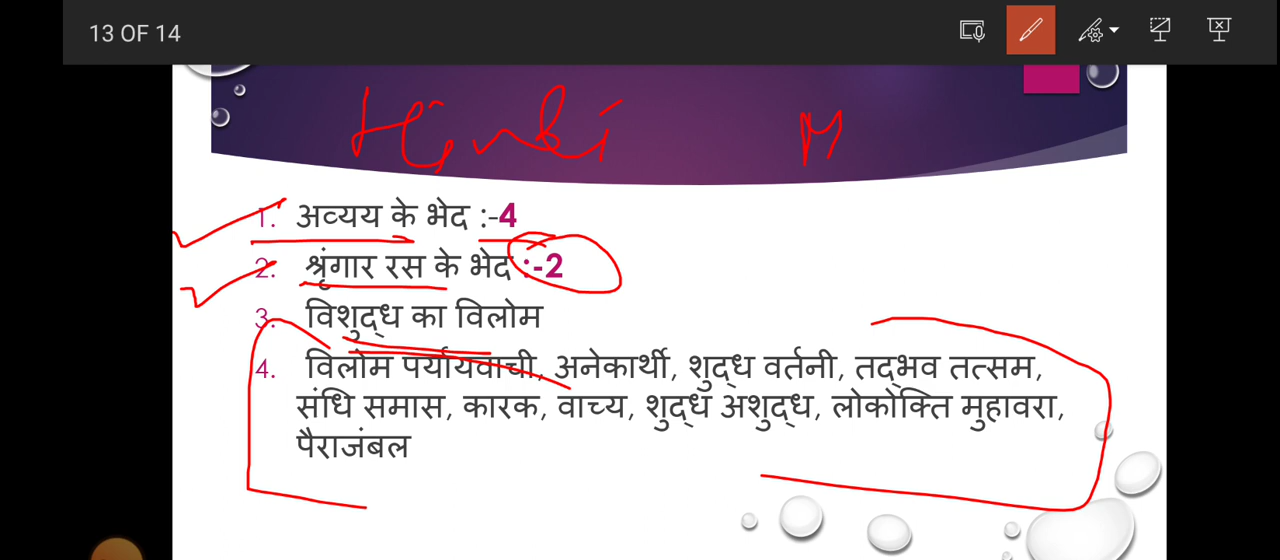 13 OF 14
Hindi M
1. अव्यय के भेद :-4
2. श्रृंगार रस के भेद :-2
3. विशुद्ध का विलोम
4. विलोम पर्यायवाची, अनेकार्थी, शुद्ध वर्तनी, तद्भव तत्सम,
संधि समास, कारक, वाच्य, शुद्ध अशुद्ध, लोकोक्ति मुहावरा,
पैराजंबल